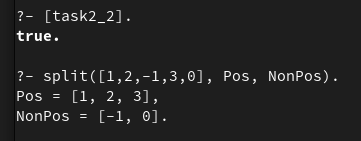 ?- [task2_2].
true.
?- split([1,2,-1,3,0], Pos, NonPos).
Pos = [1, 2, 3],
NonPos = [-1, 0].